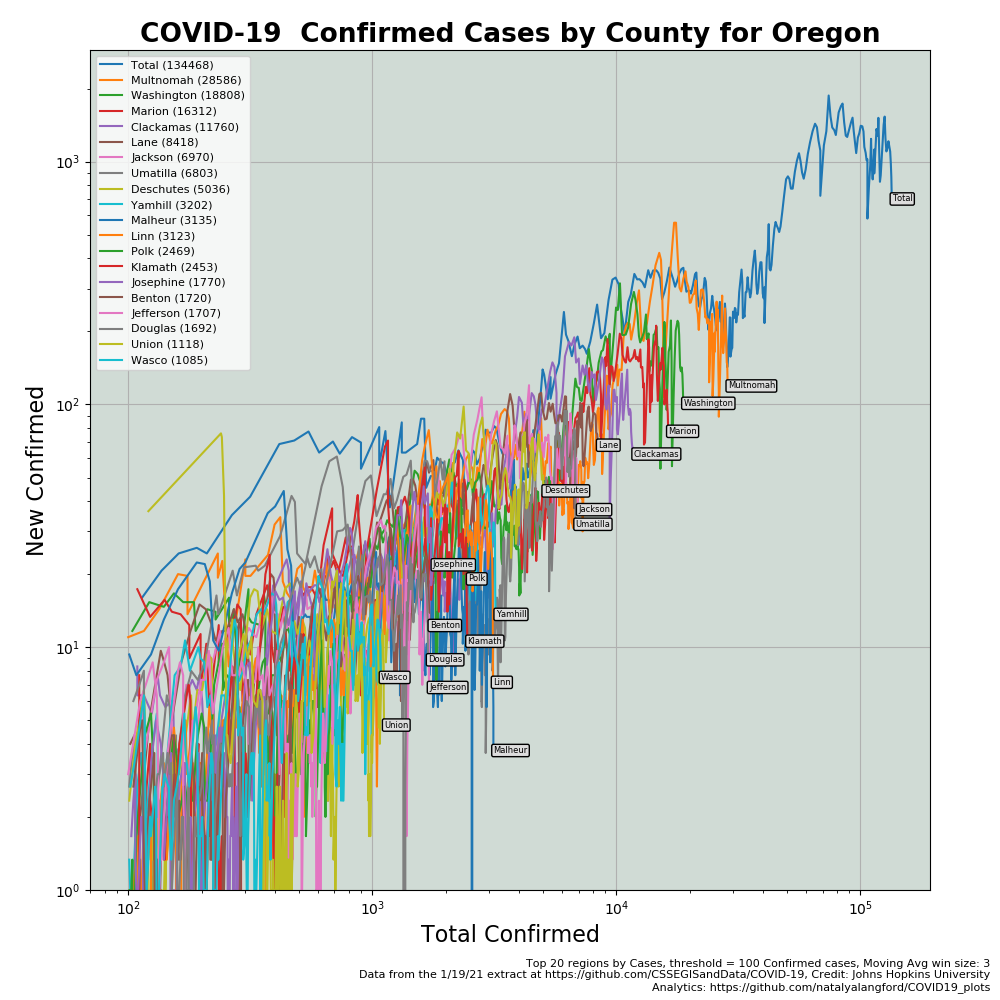 COVID-19  Confirmed Cases by County for Oregon
Total (134468)
Multnomah (28586)
Washington (18808)
Marion (16312)
Clackamas (11760)
Lane (8418)
Jackson (6970)
Umatilla (6803)
Deschutes (5036)
Yamhill (3202)
Malheur (3135)
Linn (3123)
Polk (2469)
Klamath (2453)
Josephine (1770)
Benton (1720)
Jefferson (1707)
Douglas (1692)
Union (1118)
Wasco (1085)
10³
10²
10¹
10⁰
New Confirmed
Total
Multnomah
Washington
Marion
Lane
Clackamas
Deschutes
Jackson
Umatilla
Josephine
Polk
Yamhill
Benton
Klamath
Douglas
Wasco
Jefferson
Linn
Union
Malheur
10²
10³
10⁴
10⁵
Total Confirmed
Top 20 regions by Cases, threshold = 100 Confirmed cases, Moving Avg win size: 3
Data from the 1/19/21 extract at https://github.com/CSSEGISandData/COVID-19, Credit: Johns Hopkins University
Analytics: https://github.com/natalyalangford/COVID19_plots